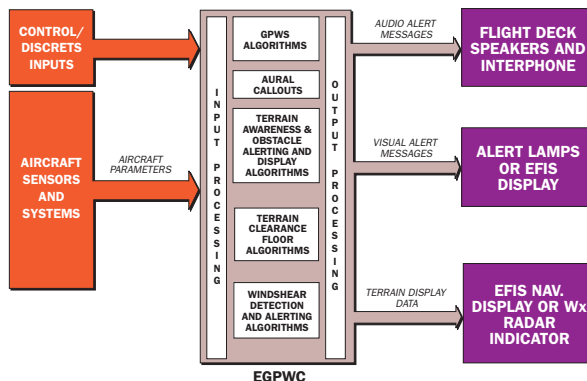 CONTROL/
DISCRETS
INPUTS
AIRCRAFT
SENSORS
AND
SYSTEMS
AIRCRAFT
PARAMETERS
INPUT PROCESSING
GPWS
ALGORITHMS
AURAL
CALLOUTS
TERRAIN
AWARENESS &
OBSTACLE
ALERTING AND
DISPLAY
ALGORITHMS
TERRAIN
CLEARANCE
FLOOR
ALGORITHMS
WINDSHEAR
DETECTION
AND ALERTING
ALGORITHMS
OUTPUT PROCESSING
EGPWC
AUDIO ALERT
MESSAGES
FLIGHT DECK
SPEAKERS AND
INTERPHONE
VISUAL ALERT
MESSAGES
ALERT LAMPS
OR EFIS
DISPLAY
TERRAIN DISPLAY
DATA
EFIS NAV.
DISPLAY OR Wx
RADAR
INDICATOR